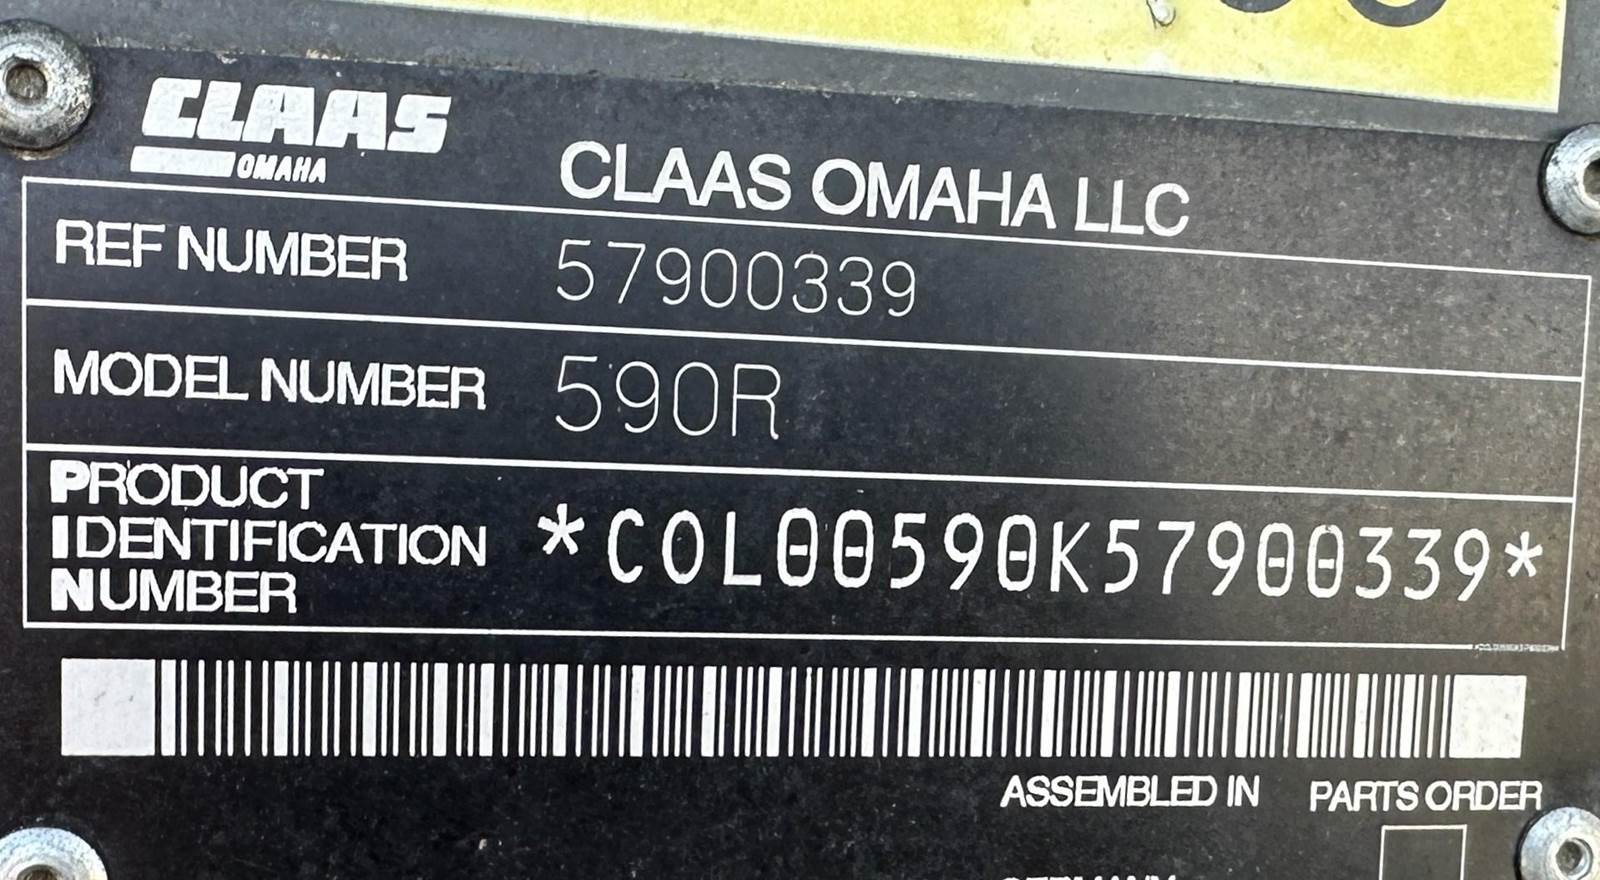 CLAAS
OMAHA
CLAAS OMAHA LLC
REF NUMBER 57900339
MODEL NUMBER 590R
PRODUCT
IDENTIFICATION
NUMBER
*COL00590K57900339*
ASSEMBLED IN PARTS ORDER